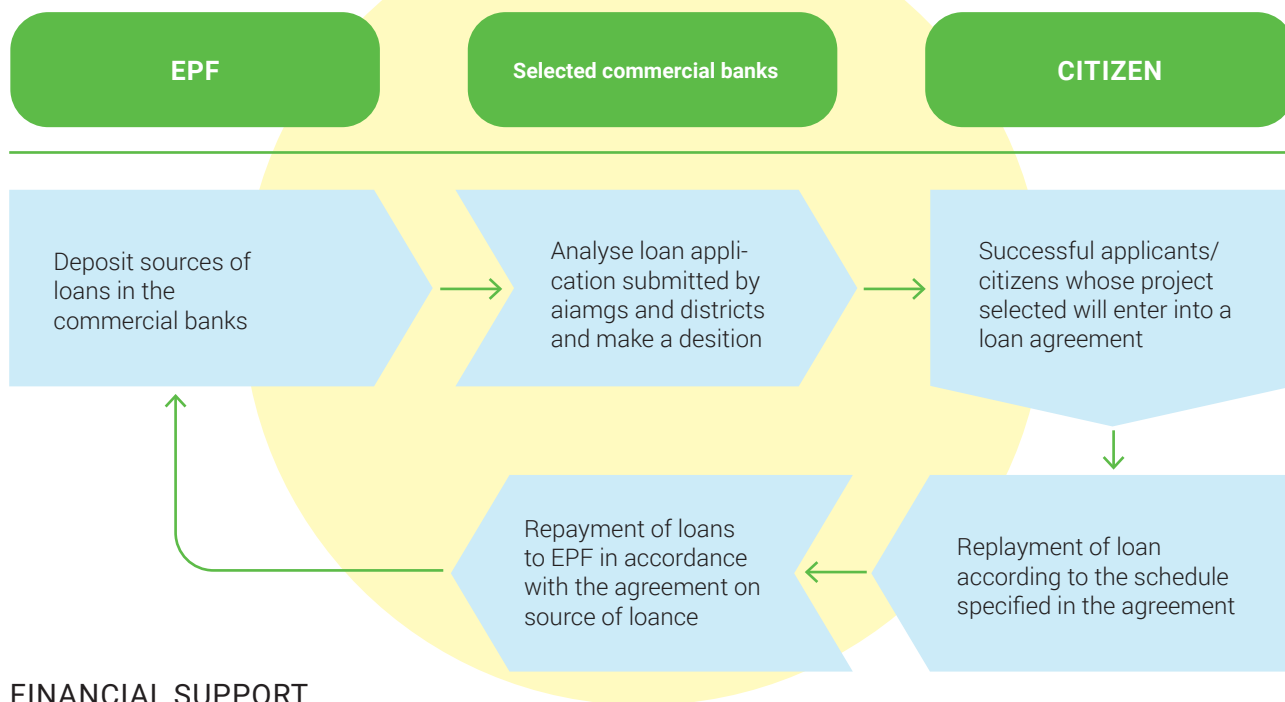 EPF
Selected commercial banks
CITIZEN
Deposit sources of
loans in the
commercial banks
Analyse loan appli-
cation submitted by
aiamgs and districts
and make a desition
Successful applicants/
citizens whose project
selected will enter into a
loan agreement
Repayment of loans
to EPF in accordance
with the agreement on
source of loance
Replayment of loan
according to the schedule
specified in the agreement
FINANCIAL SUPPORT